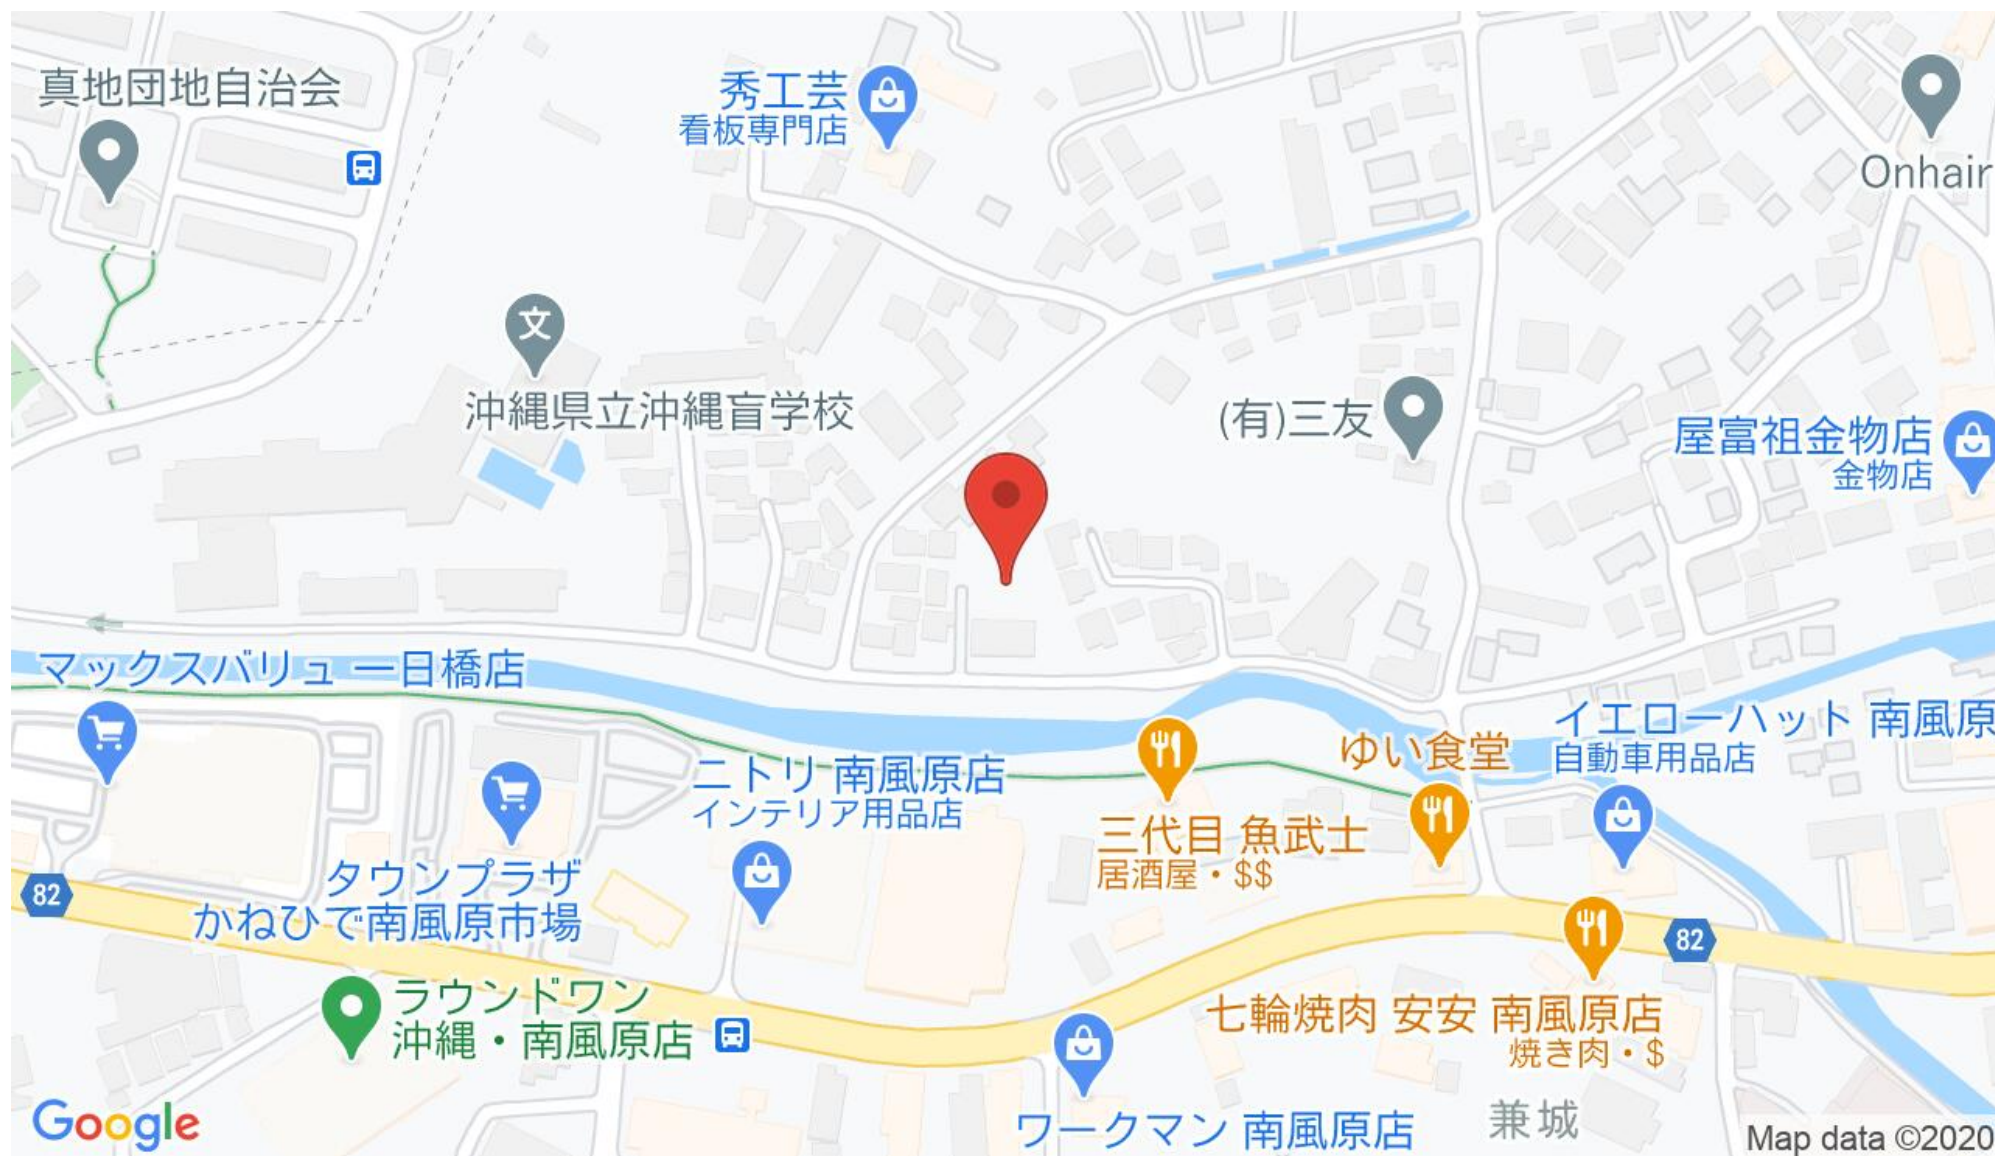 真地団地自治会
秀工芸
看板専門店
Onhair
文
沖縄県立沖縄盲学校
(有)三友
屋富祖金物店
金物店
マックスバリュ 一日橋店
イエローハット 南風原
自動車用品店
ゆい食堂
ニトリ 南風原店
インテリア用品店
三代目 魚武士
居酒屋・$$
タウンプラザ
かねひで南風原市場
82
82
ラウンドワン
沖縄・南風原店
七輪焼肉 安安 南風原店
焼き肉・$
ワークマン 南風原店
兼城
Google
Map data ©2020